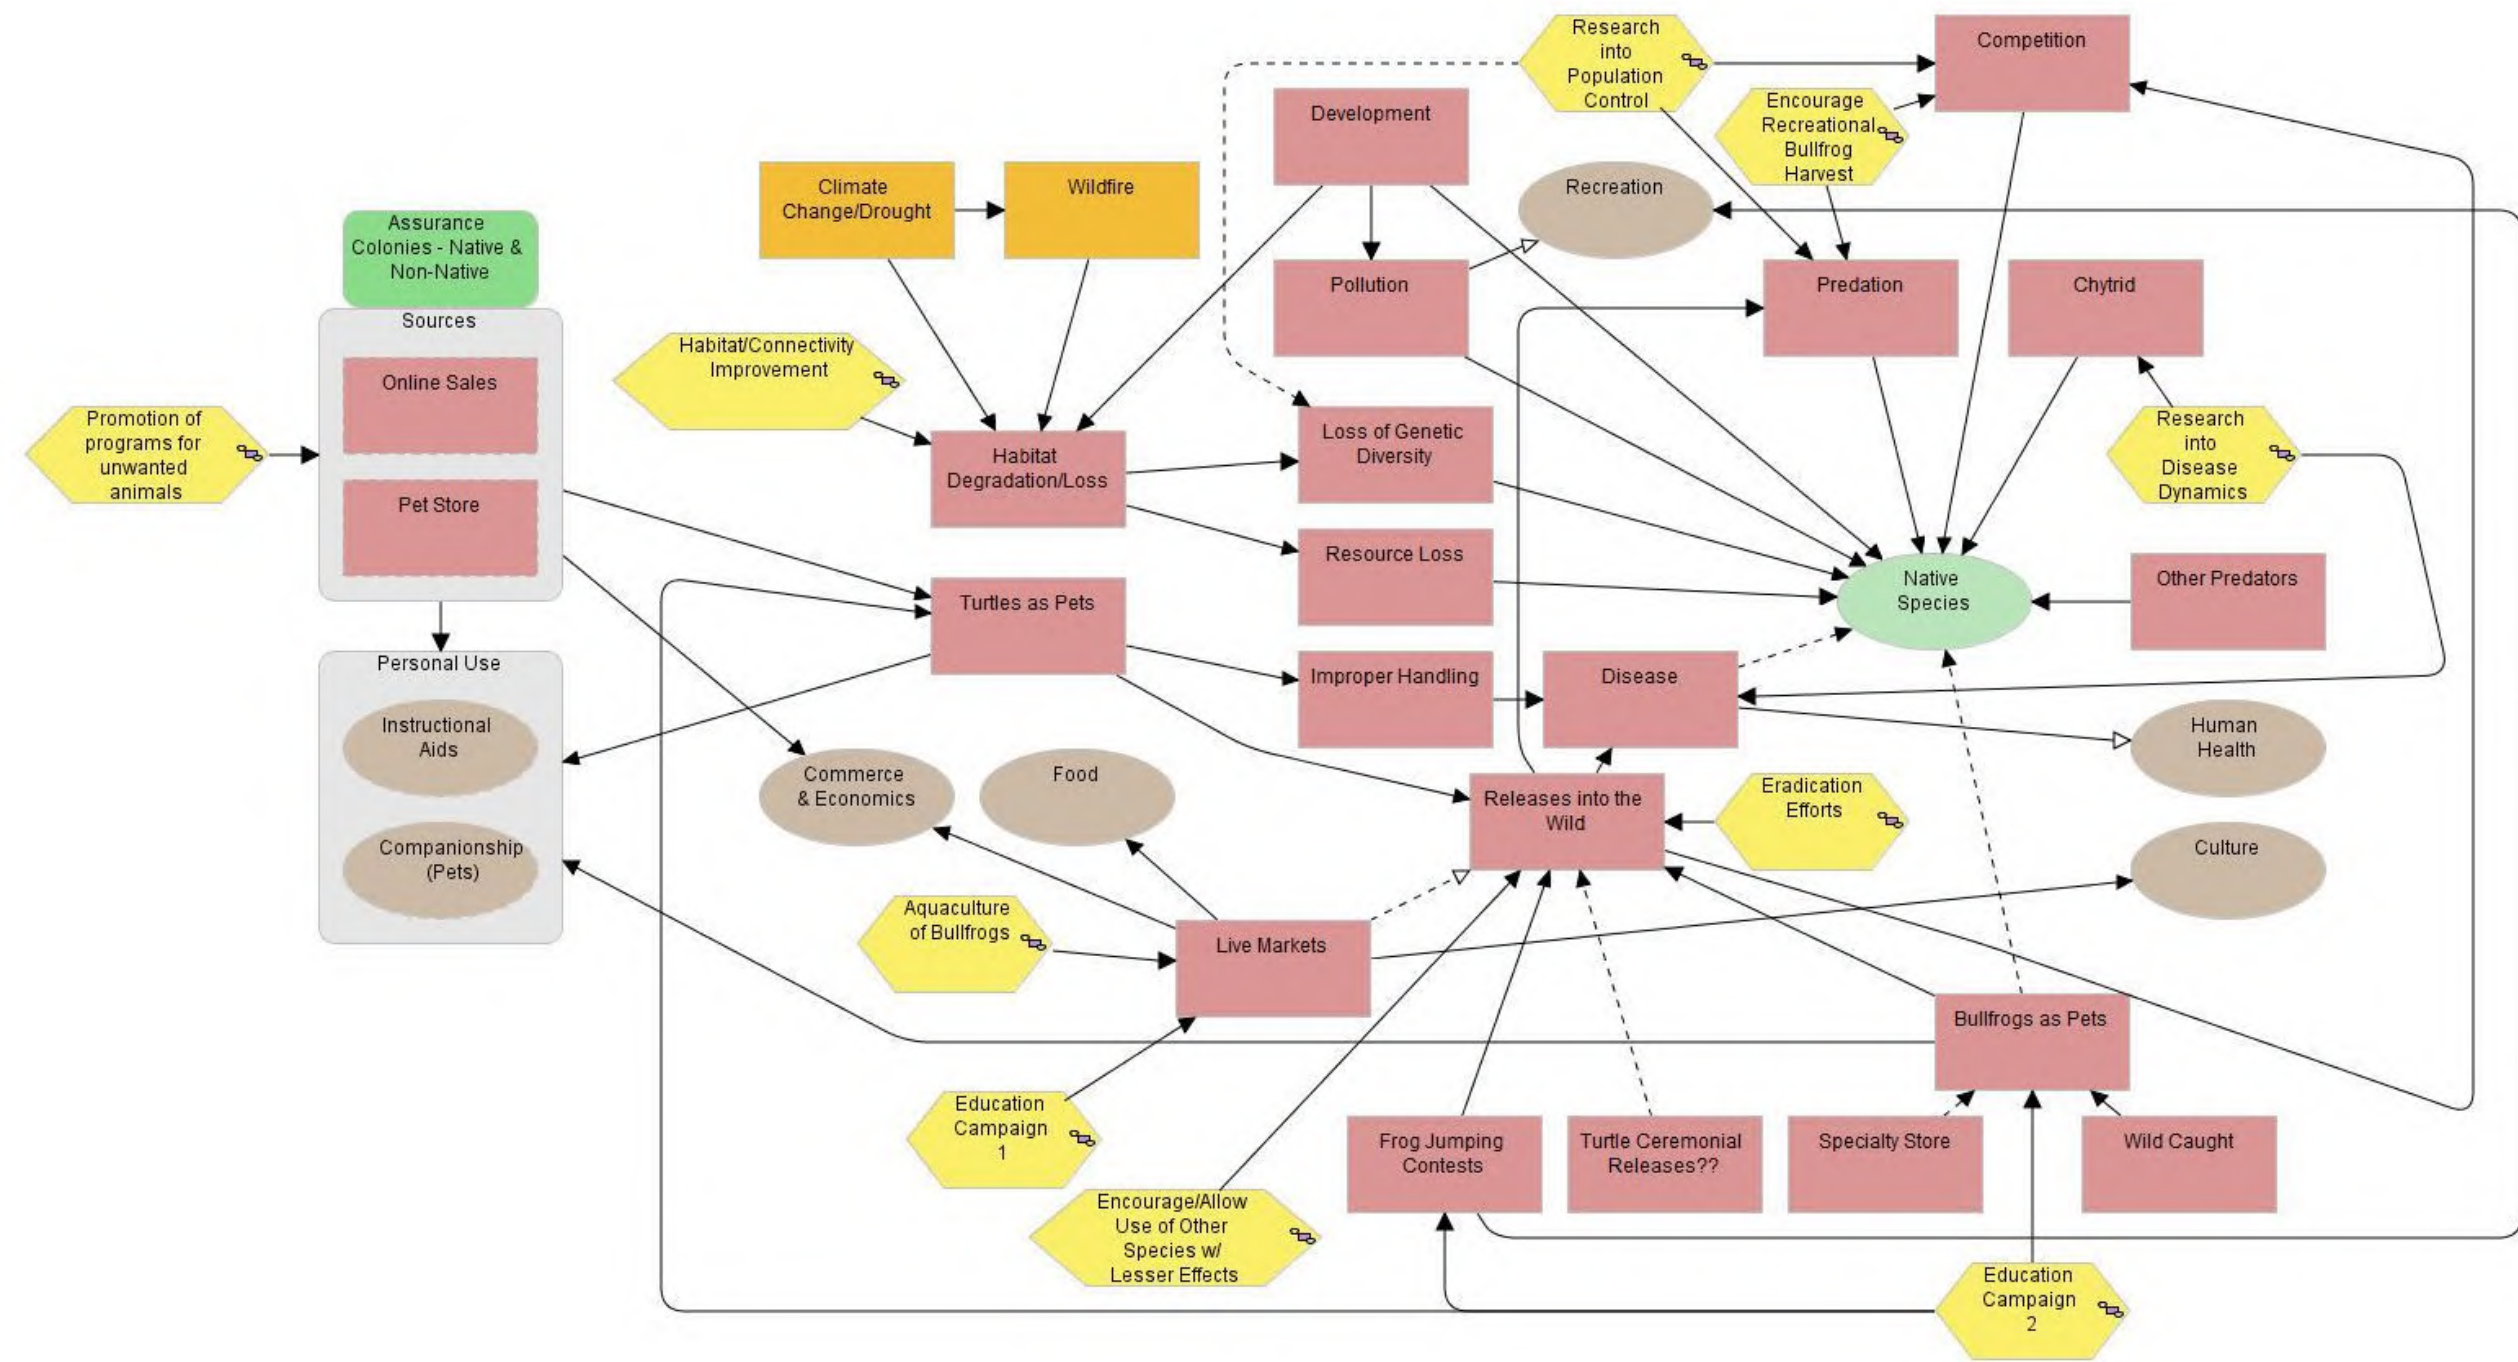 Research
into
Population
Control
Competition
Encourage
Recreational
Bullfrog
Harvest
Development
Climate
Change/Drought
Wildfire
Recreation
Assurance
Colonies - Native &
Non-Native
Sources
Online Sales
Pet Store
Promotion of
programs for
unwanted
animals
Habitat/Connectivity
Improvement
Pollution
Predation
Chytrid
Habitat
Degradation/Loss
Loss of Genetic
Diversity
Research
into
Disease
Dynamics
Resource Loss
Native
Species
Other Predators
Turtles as Pets
Personal Use
Instructional
Aids
Companionship
(Pets)
Improper Handling
Disease
Human
Health
Commerce
& Economics
Food
Releases into the
Wild
Eradication
Efforts
Culture
Aquaculture
of Bullfrogs
Live Markets
Bullfrogs as Pets
Education
Campaign
1
Frog Jumping
Contests
Turtle Ceremonial
Releases??
Specialty Store
Wild Caught
Encourage/Allow
Use of Other
Species w/
Lesser Effects
Education
Campaign
2